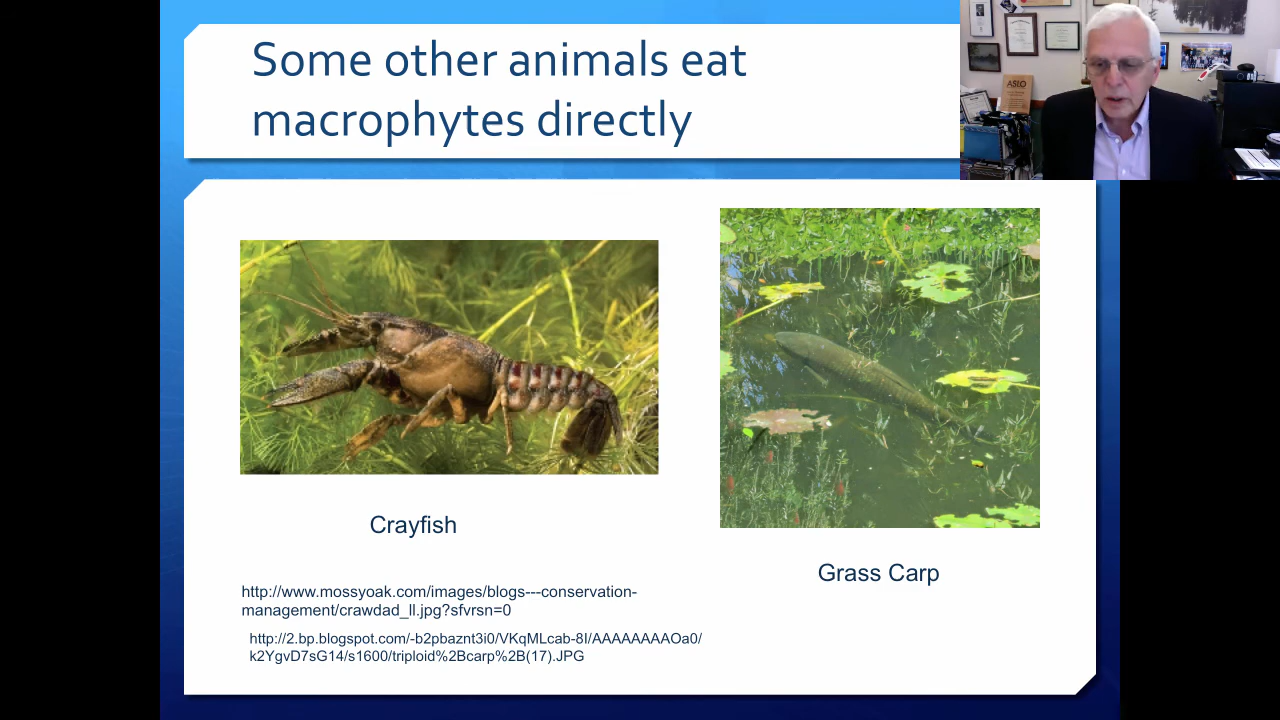 Some other animals eat
macrophytes directly
ASLO
Crayfish
Grass Carp
http://www.mossyoak.com/images/blogs---conservation-
management/crawdad_ll.jpg?sfvrsn=0
http://2.bp.blogspot.com/-b2pbaznt3i0/VKqMLcab-8I/AAAAAAAAOa0/
k2YgvD7sG14/s1600/triploid%2Bcarp%2B(17).JPG